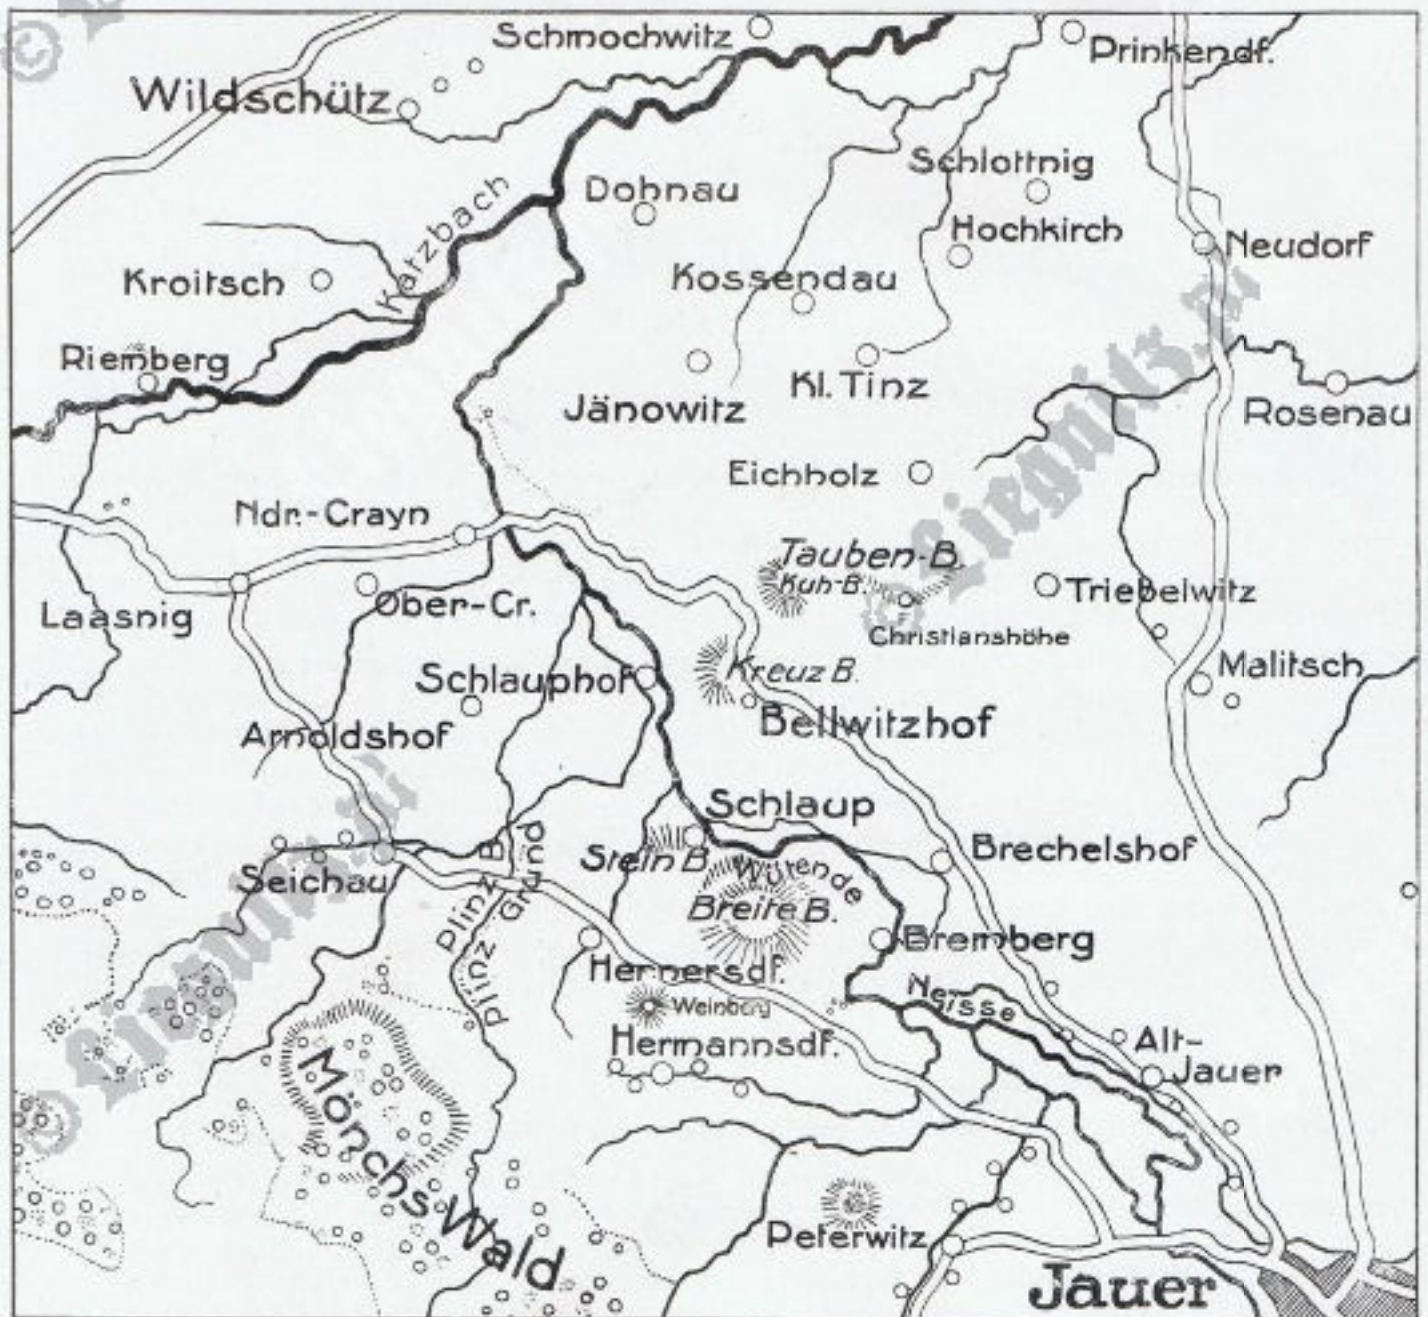 Schmochwitz
Prinkendf.
Wildschütz
Schlottnig
Dohnau
Katzbach
Hochkirch
Neudorf
Kroitsch
Kossendau
Riemberg
Kl. Tinz
Jänowitz
Rosenau
Eichholz
Ndr.-Crayn
Tauben-B.
Kuh-B.
Triebelwitz
Laasnig
Ober-Cr.
Christianshöhe
Malitsch
Kreuz B.
Schlauphof
Bellwitzhof
Arnoldshof
Schlaup
Brechelshof
Stein B.
Wütende
Seichau
Plinz B.
Plinz Grund
Breite B.
Bremberg
Hennersdf.
Neisse
Weinberg
Hermannsdf.
Alt-
Jauer
Mönchs Wald
Peterwitz
Jauer
© Liegnitz.